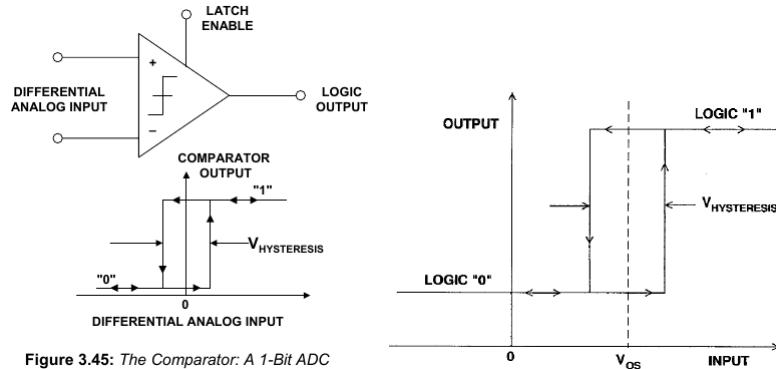 LATCH
ENABLE
+
DIFFERENTIAL
ANALOG INPUT
LOGIC
OUTPUT
−
COMPARATOR
OUTPUT
"1"
VHYSTERESIS
"0"
0
DIFFERENTIAL ANALOG INPUT
Figure 3.45: The Comparator: A 1-Bit ADC
OUTPUT
LOGIC "1"
VHYSTERESIS
LOGIC "0"
0
VOS
INPUT